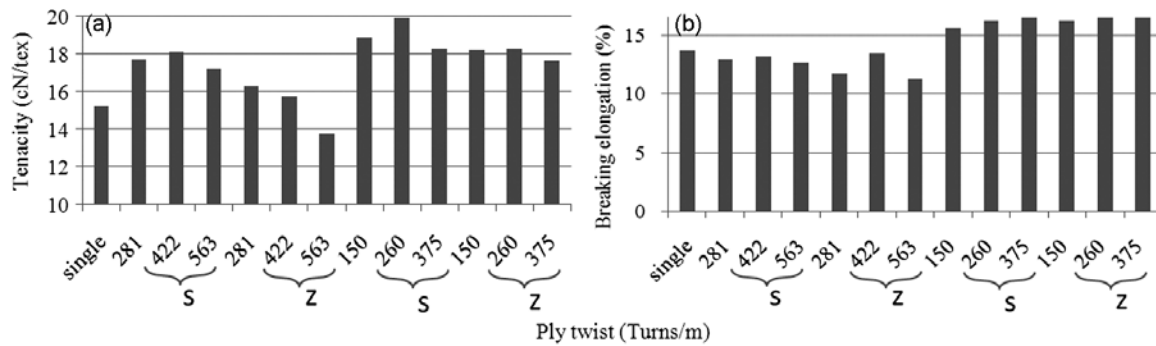 (a)
Tenacity (cN/tex)
20
18
16
14
12
10
single 281 422 563 281 422 563 150 260 375 150 260 375
S Z S Z
(b)
Breaking elongation (%)
15
10
5
0
single 281 422 563 281 422 563 150 260 375 150 260 375
S Z S Z
Ply twist (Turns/m)